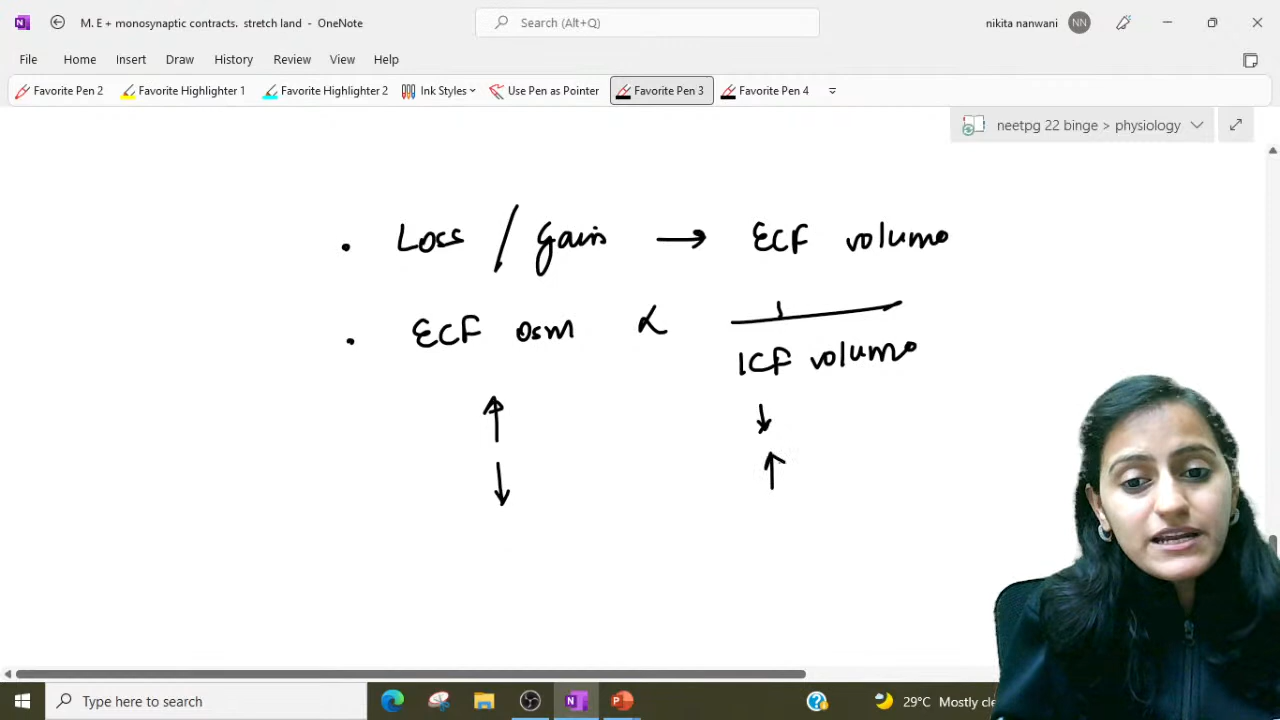 M. E + monosynaptic contracts. stretch land - OneNote
Search (Alt+Q)
nikita nanwani
NN
File Home Insert Draw History Review View Help
Favorite Pen 2 Favorite Highlighter 1 Favorite Highlighter 2 Ink Styles Use Pen as Pointer Favorite Pen 3 Favorite Pen 4
neetpg 22 binge > physiology
• Loss / gain → ECF volume
• ECF osm ∝ 1
ICF volume
↑ ↓
↓ ↑
Type here to search
29°C Mostly cle